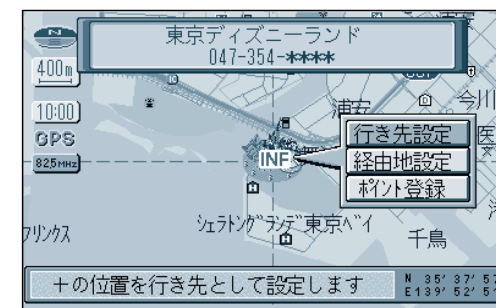 東京ディズニーランド
047-354-****
N
400m
10:00
GPS
825MHz
浦安
今川
INF
行き先設定
経由地設定
ポイント登録
医
シェラトングランデ東京ベイ
千鳥
+の位置を行き先として設定します
N 35°37'5
E139°52'5